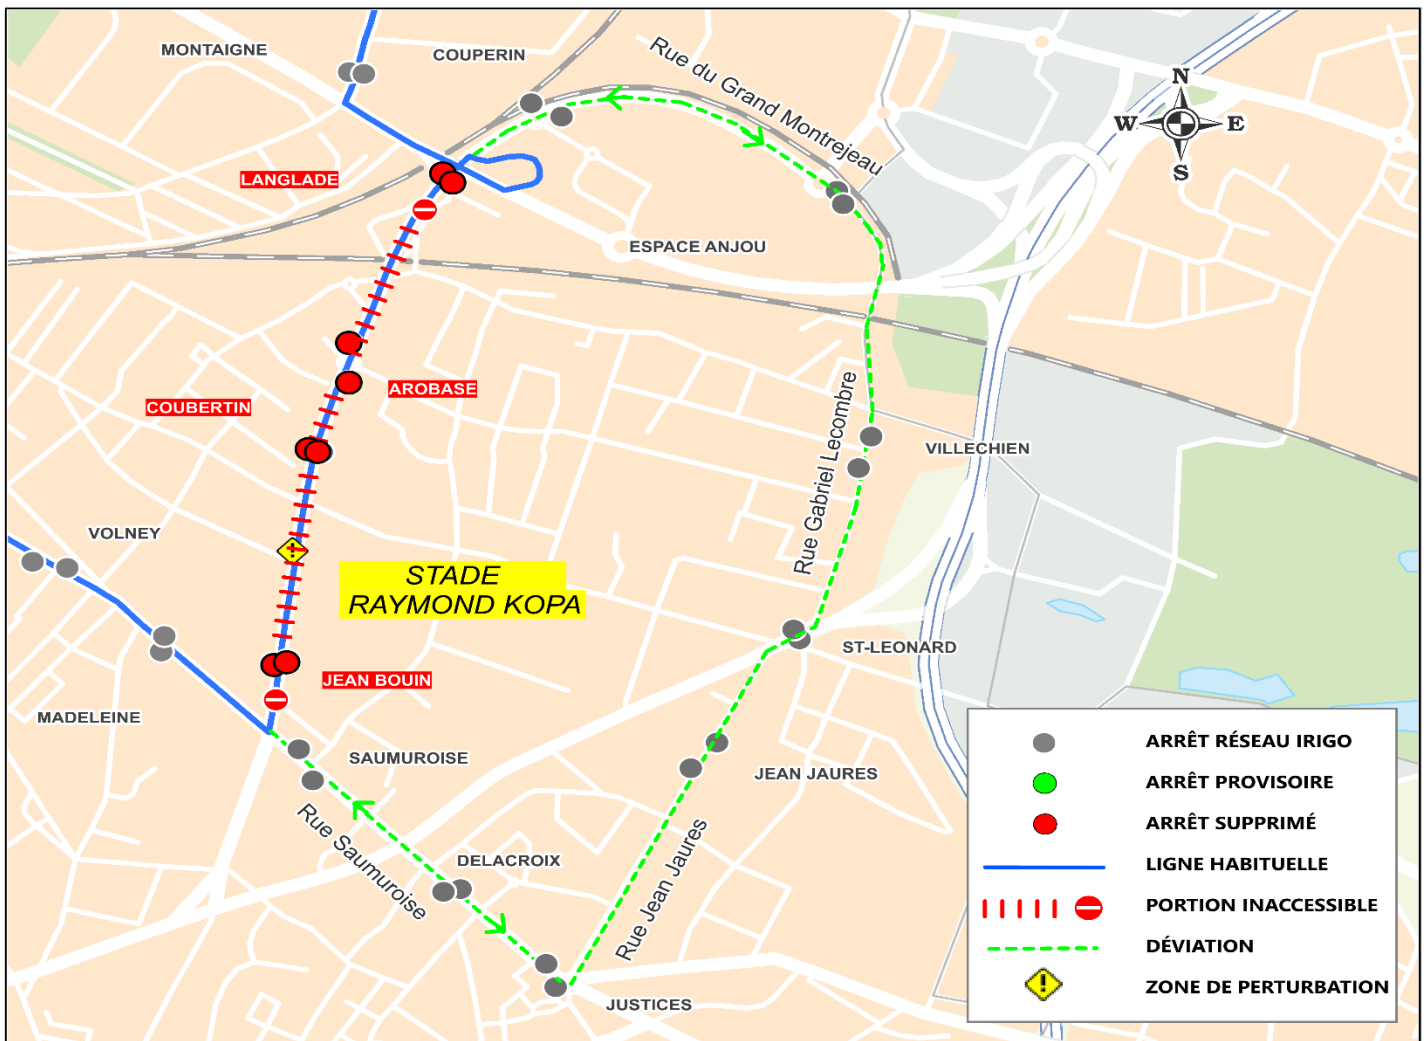 MONTAIGNE
COUPERIN
Rue du Grand Montrejeau
N
W
E
S
LANGLADE
ESPACE ANJOU
AROBASE
COUBERTIN
Rue Gabriel Lecombre
VILLECHIEN
VOLNEY
STADE
RAYMOND KOPA
ST-LEONARD
JEAN BOUIN
MADELEINE
SAUMUROISE
JEAN JAURES
Rue Saumuroise
DELACROIX
Rue Jean Jaures
JUSTICES
ARRÊT RÉSEAU IRIGO
ARRÊT PROVISOIRE
ARRÊT SUPPRIMÉ
LIGNE HABITUELLE
PORTION INACCESSIBLE
DÉVIATION
ZONE DE PERTURBATION